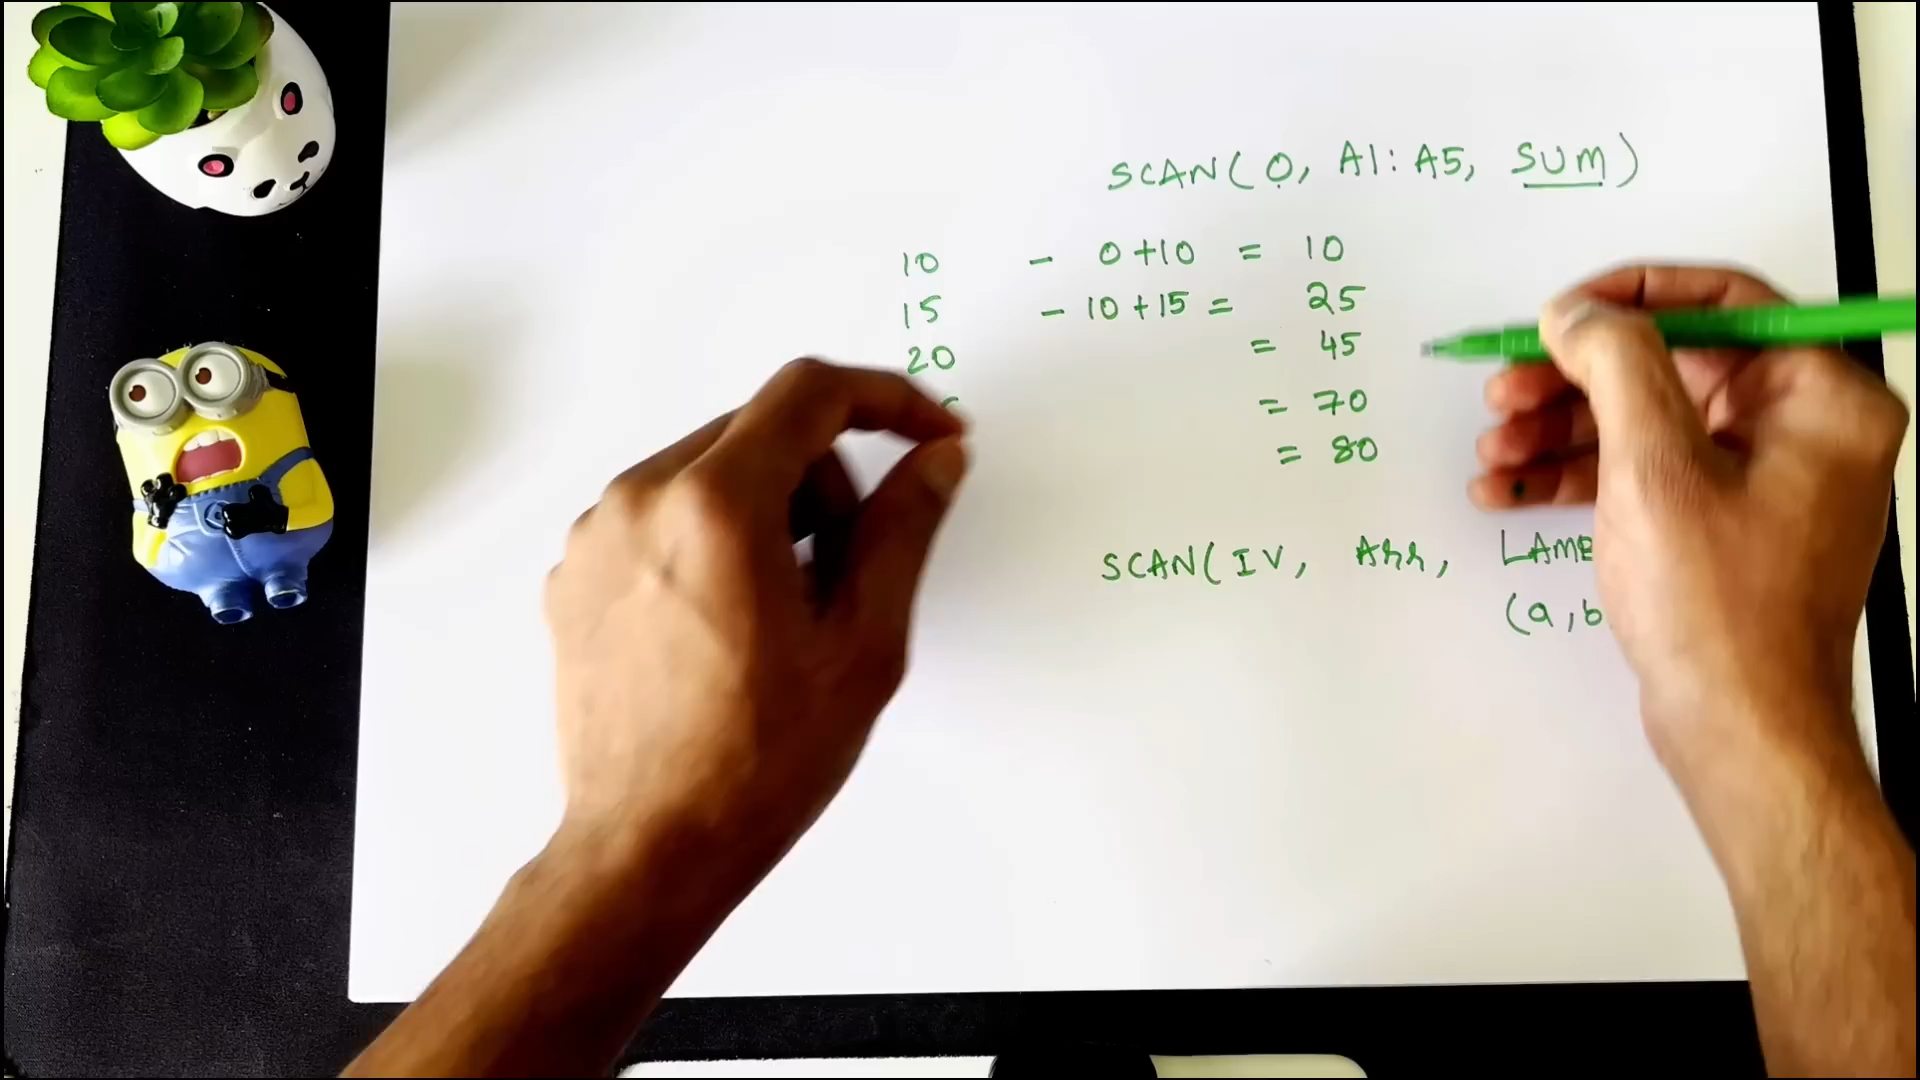 SCAN(0, A1:A5, SUM)
10 - 0+10 = 10
15 - 10+15 = 25
20 = 45
= 70
= 80
SCAN(IV, Arr,
(a,b